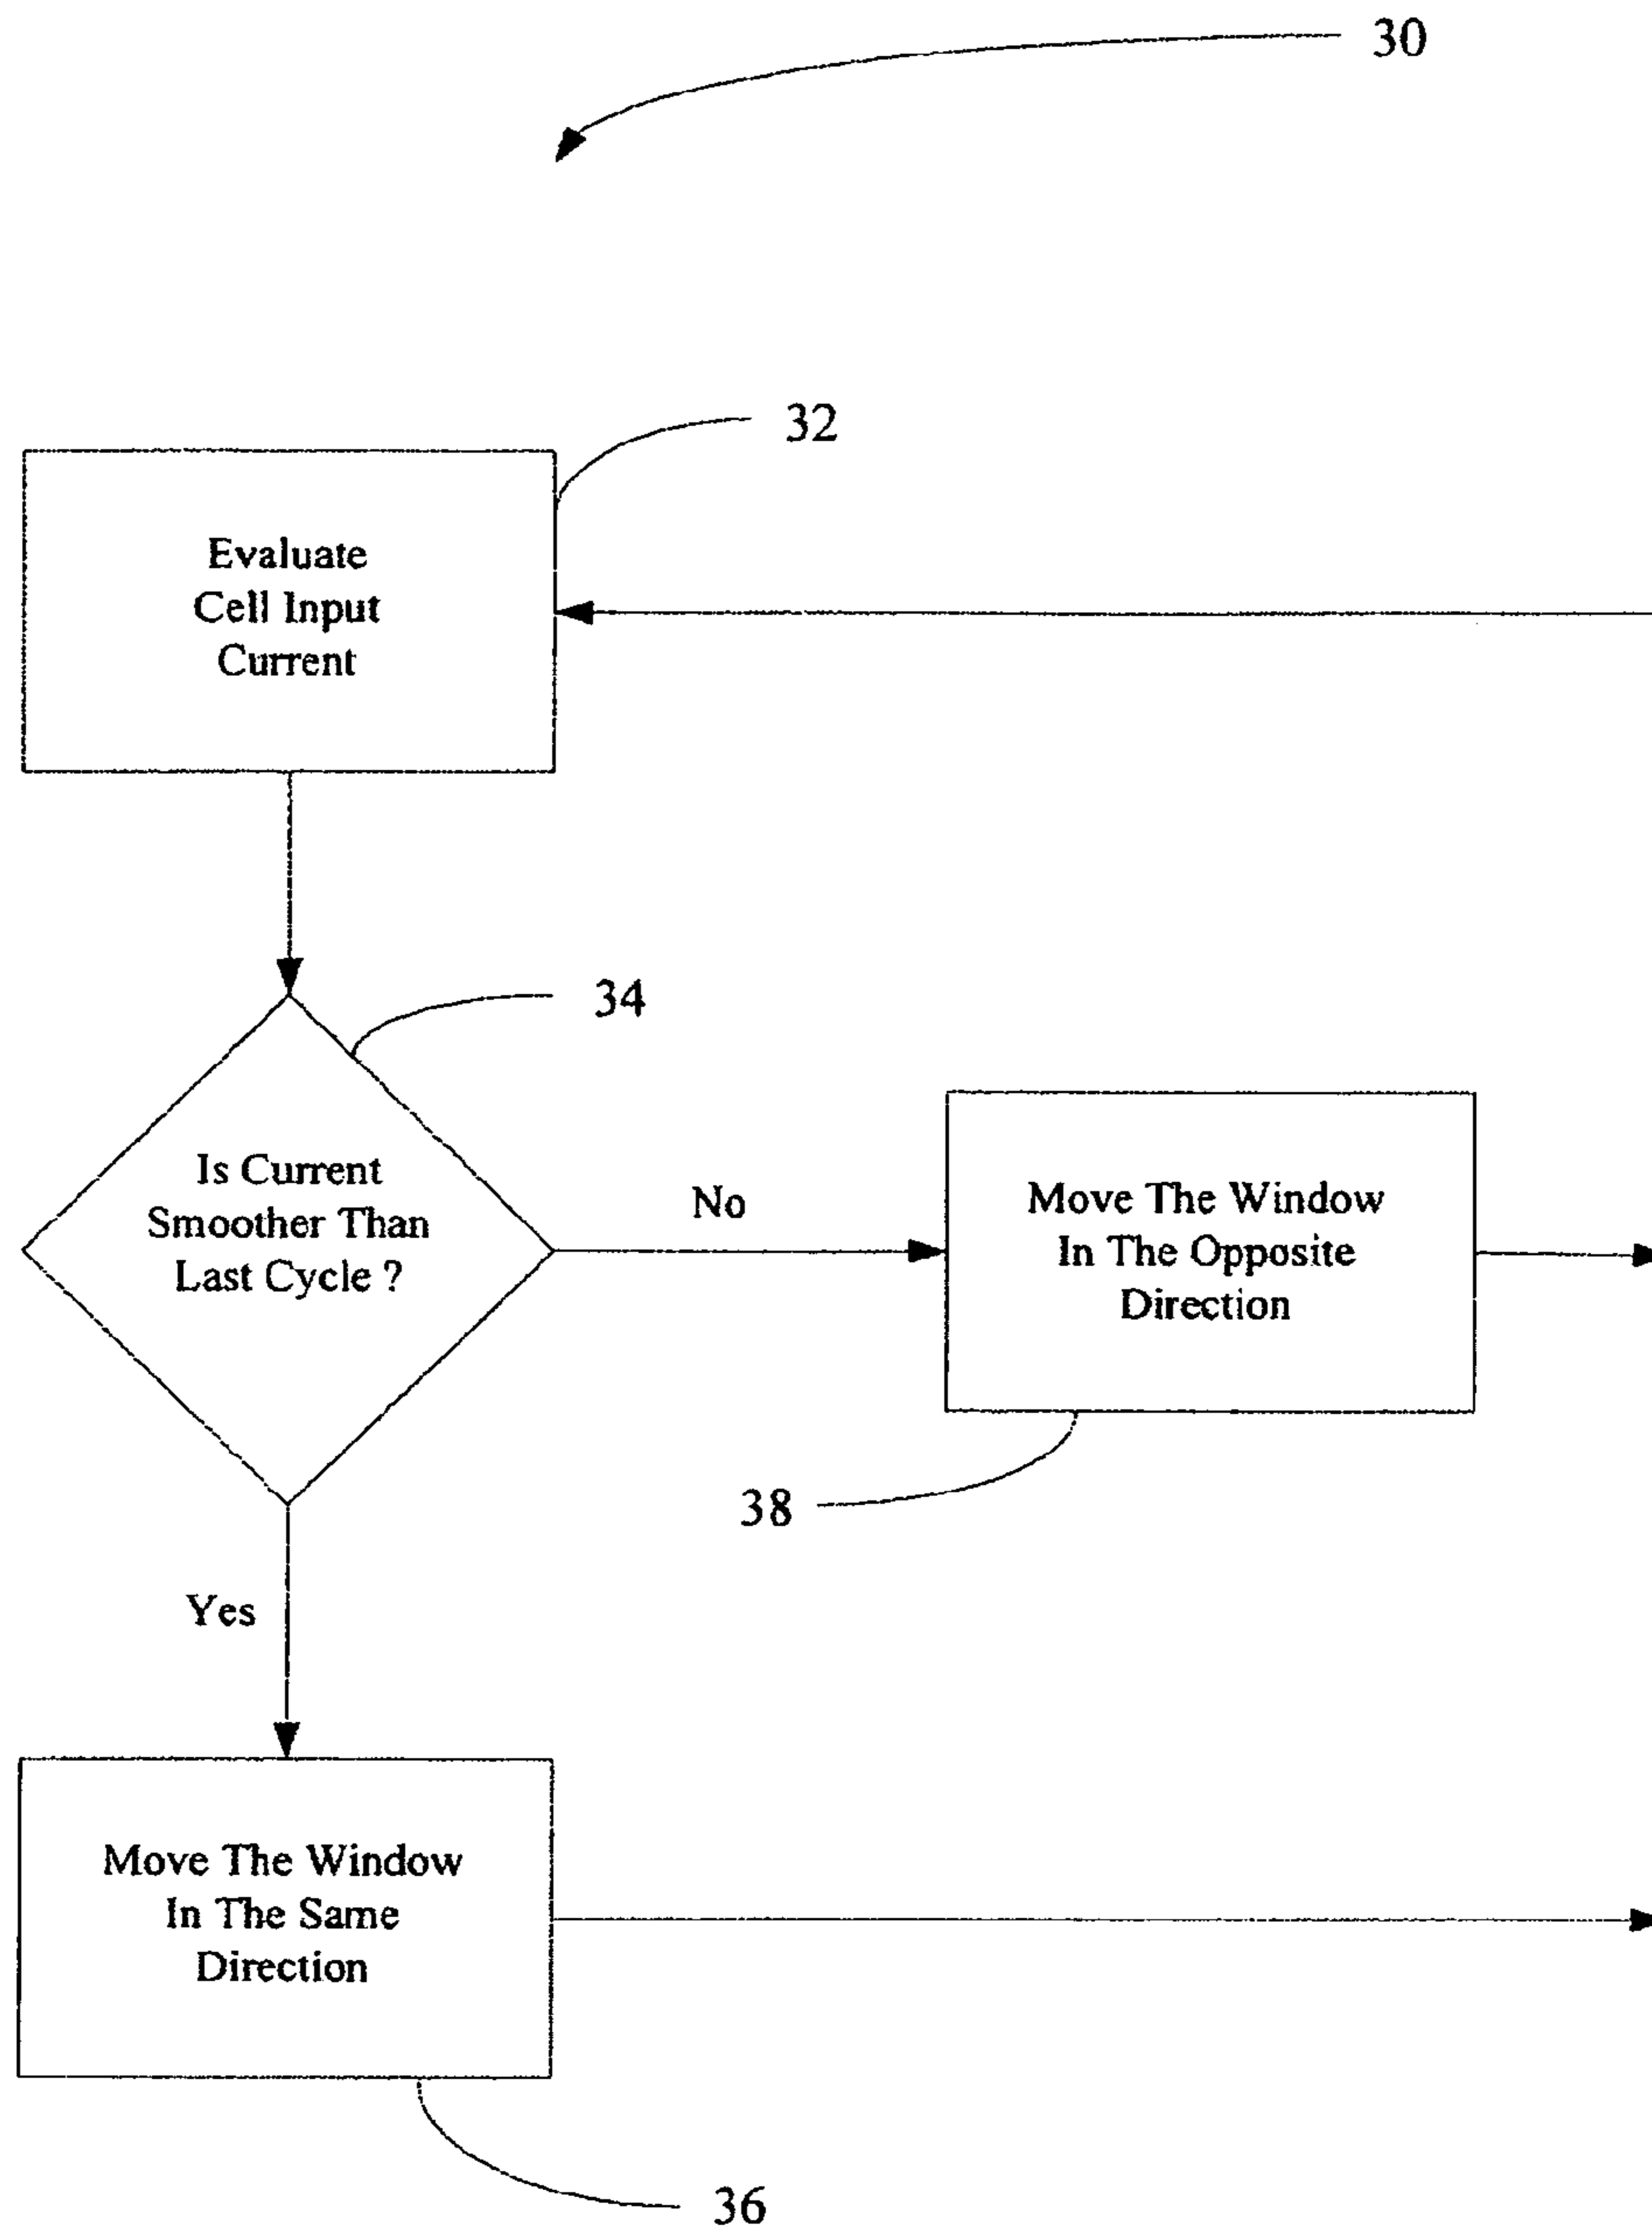 30
32
Evaluate
Cell Input
Current
34
Is Current
Smoother Than
Last Cycle ?
No
Move The Window
In The Opposite
Direction
38
Yes
Move The Window
In The Same
Direction
36